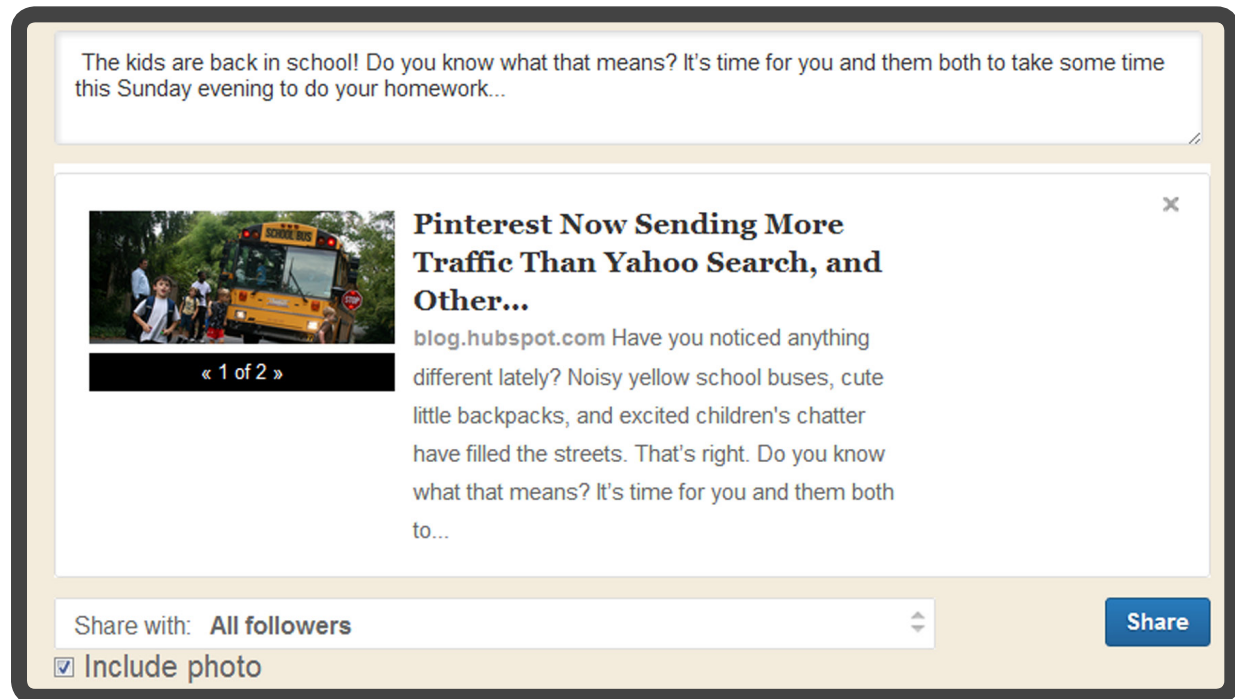 The kids are back in school! Do you know what that means? It's time for you and them both to take some time
this Sunday evening to do your homework...
SCHOOL BUS
STOP
« 1 of 2 »
Pinterest Now Sending More
Traffic Than Yahoo Search, and
Other...
blog.hubspot.com Have you noticed anything
different lately? Noisy yellow school buses, cute
little backpacks, and excited children's chatter
have filled the streets. That's right. Do you know
what that means? It's time for you and them both
to...
Share with: All followers
Share
Include photo